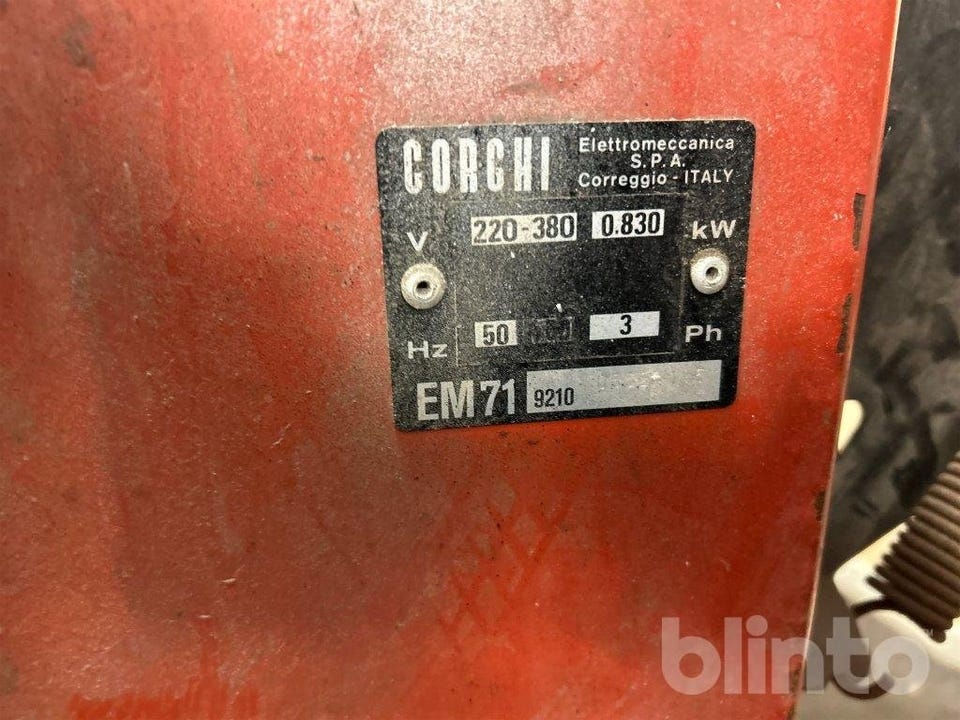 CORGHI
Elettromeccanica
S.P.A.
Correggio - ITALY
V 220-380 0.830 kW
Hz 50 3 Ph
EM71 9210
blinto